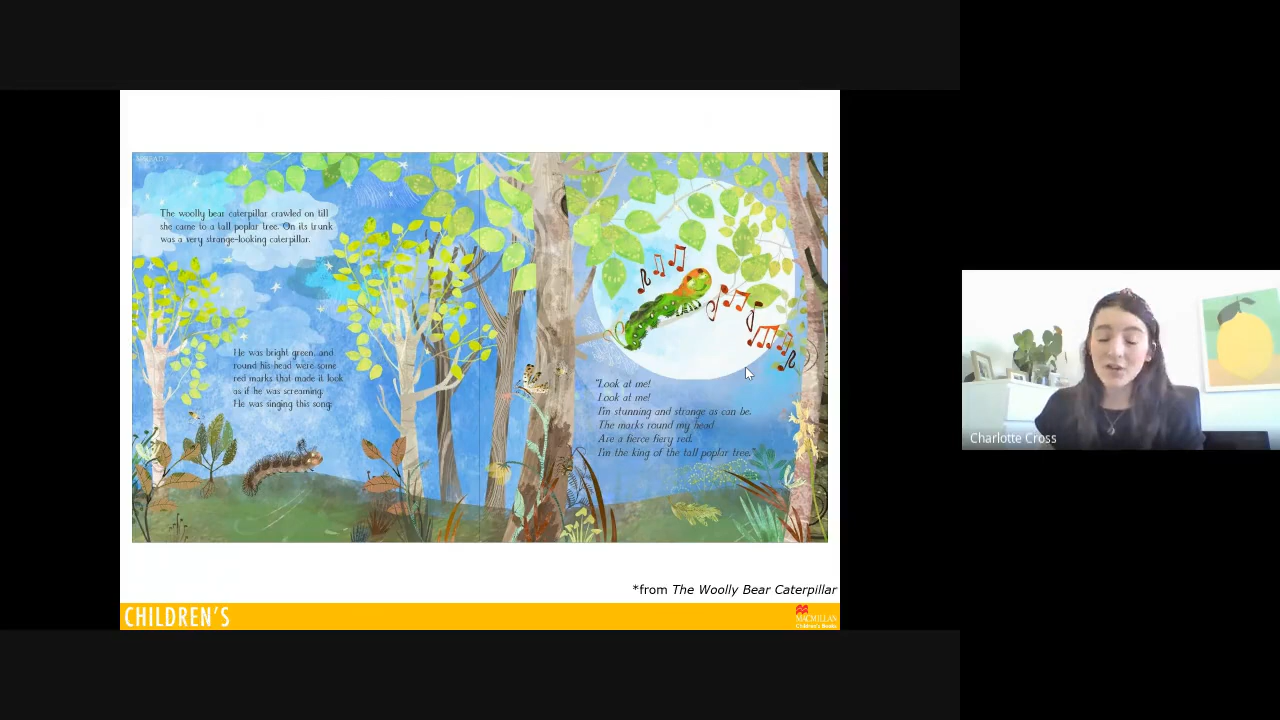 The woolly bear caterpillar crawled on till
she came to a tall poplar tree. On its trunk
was a very strange-looking caterpillar.
He was bright green, and
round his head were some
red marks that made it look
as if he was screaming.
He was singing this song:
"Look at me!
Look at me!
I'm stunning and strange as can be.
The marks round my head
Are a fierce fiery red.
I'm the king of the tall poplar tree."
*from The Woolly Bear Caterpillar
CHILDREN'S
MACMILLAN
Children's Books
Charlotte Cross